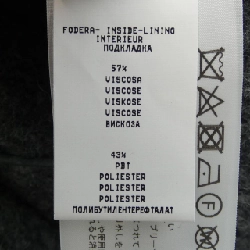 FODERA- INSIDE-LINING
INTERIEUR
ПОДКЛАДКА
57%
VISCOSA
VISCOSE
VISKOSE
VISCOSE
ВИСКОЗА
43%
PBT
POLIESTER
POLIESTER
POLIESTER
ПОЛИБУТИЛЕНТЕРЕФТАЛАТ